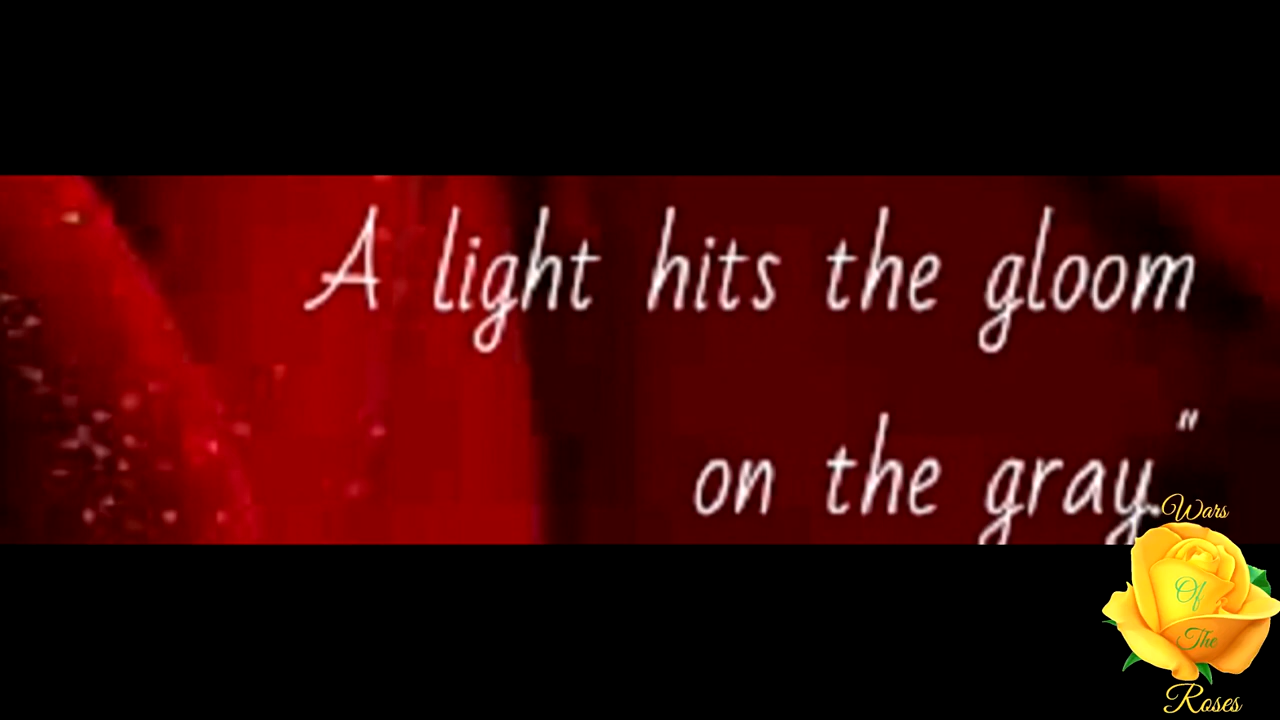 A light hits the gloom
on the gray."
Wars
Of
The
Roses